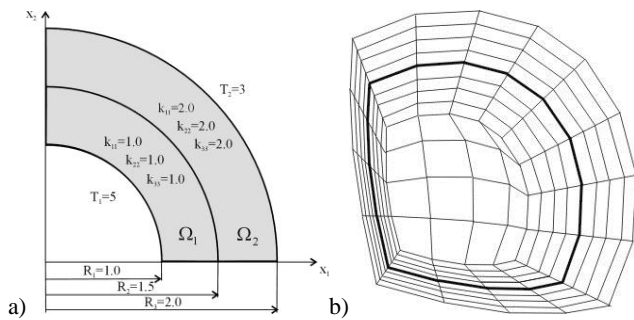 x₂
T₂=3
k₁₁=2.0
k₂₂=2.0
k₃₃=2.0
k₁₁=1.0
k₂₂=1.0
k₃₃=1.0
T₁=5
Ω₁
Ω₂
x₁
R₁=1.0
R₂=1.5
R₃=2.0
a)
b)